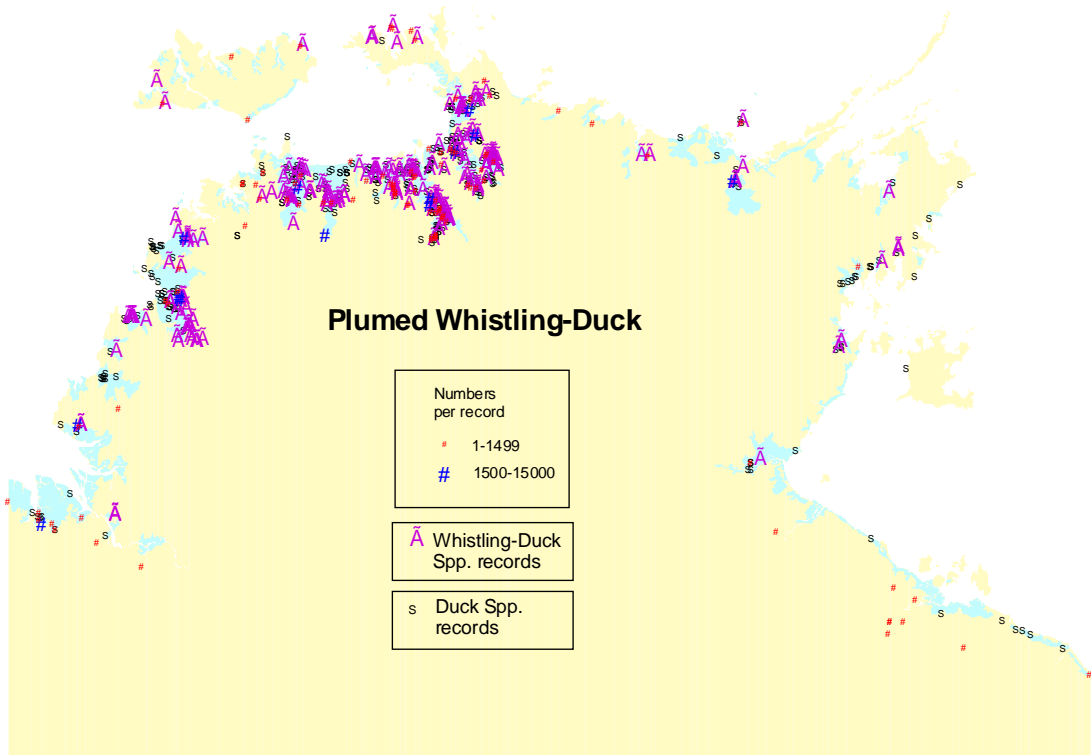 Plumed Whistling-Duck
Numbers
per record
# 1-1499
# 1500-15000
Ã Whistling-Duck
Spp. records
S Duck Spp.
records